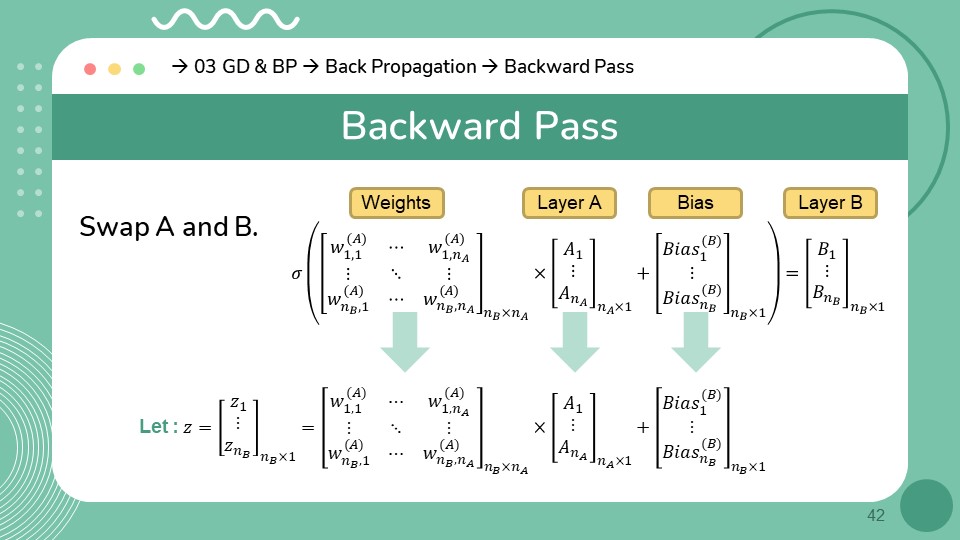 → 03 GD & BP → Back Propagation → Backward Pass
Backward Pass
Weights Layer A Bias Layer B
Swap A and B.
$\sigma\left(\begin{bmatrix} w_{1,1}^{(A)} & \cdots & w_{1,n_A}^{(A)} \\ \vdots & \ddots & \vdots \\ w_{n_B,1}^{(A)} & \cdots & w_{n_B,n_A}^{(A)} \end{bmatrix}_{n_B \times n_A} \times \begin{bmatrix} A_1 \\ \vdots \\ A_{n_A} \end{bmatrix}_{n_A \times 1} + \begin{bmatrix} Bias_1^{(B)} \\ \vdots \\ Bias_{n_B}^{(B)} \end{bmatrix}_{n_B \times 1}\right) = \begin{bmatrix} B_1 \\ \vdots \\ B_{n_B} \end{bmatrix}_{n_B \times 1}$
Let : $z = \begin{bmatrix} z_1 \\ \vdots \\ z_{n_B} \end{bmatrix}_{n_B \times 1} = \begin{bmatrix} w_{1,1}^{(A)} & \cdots & w_{1,n_A}^{(A)} \\ \vdots & \ddots & \vdots \\ w_{n_B,1}^{(A)} & \cdots & w_{n_B,n_A}^{(A)} \end{bmatrix}_{n_B \times n_A} \times \begin{bmatrix} A_1 \\ \vdots \\ A_{n_A} \end{bmatrix}_{n_A \times 1} + \begin{bmatrix} Bias_1^{(B)} \\ \vdots \\ Bias_{n_B}^{(B)} \end{bmatrix}_{n_B \times 1}$
42